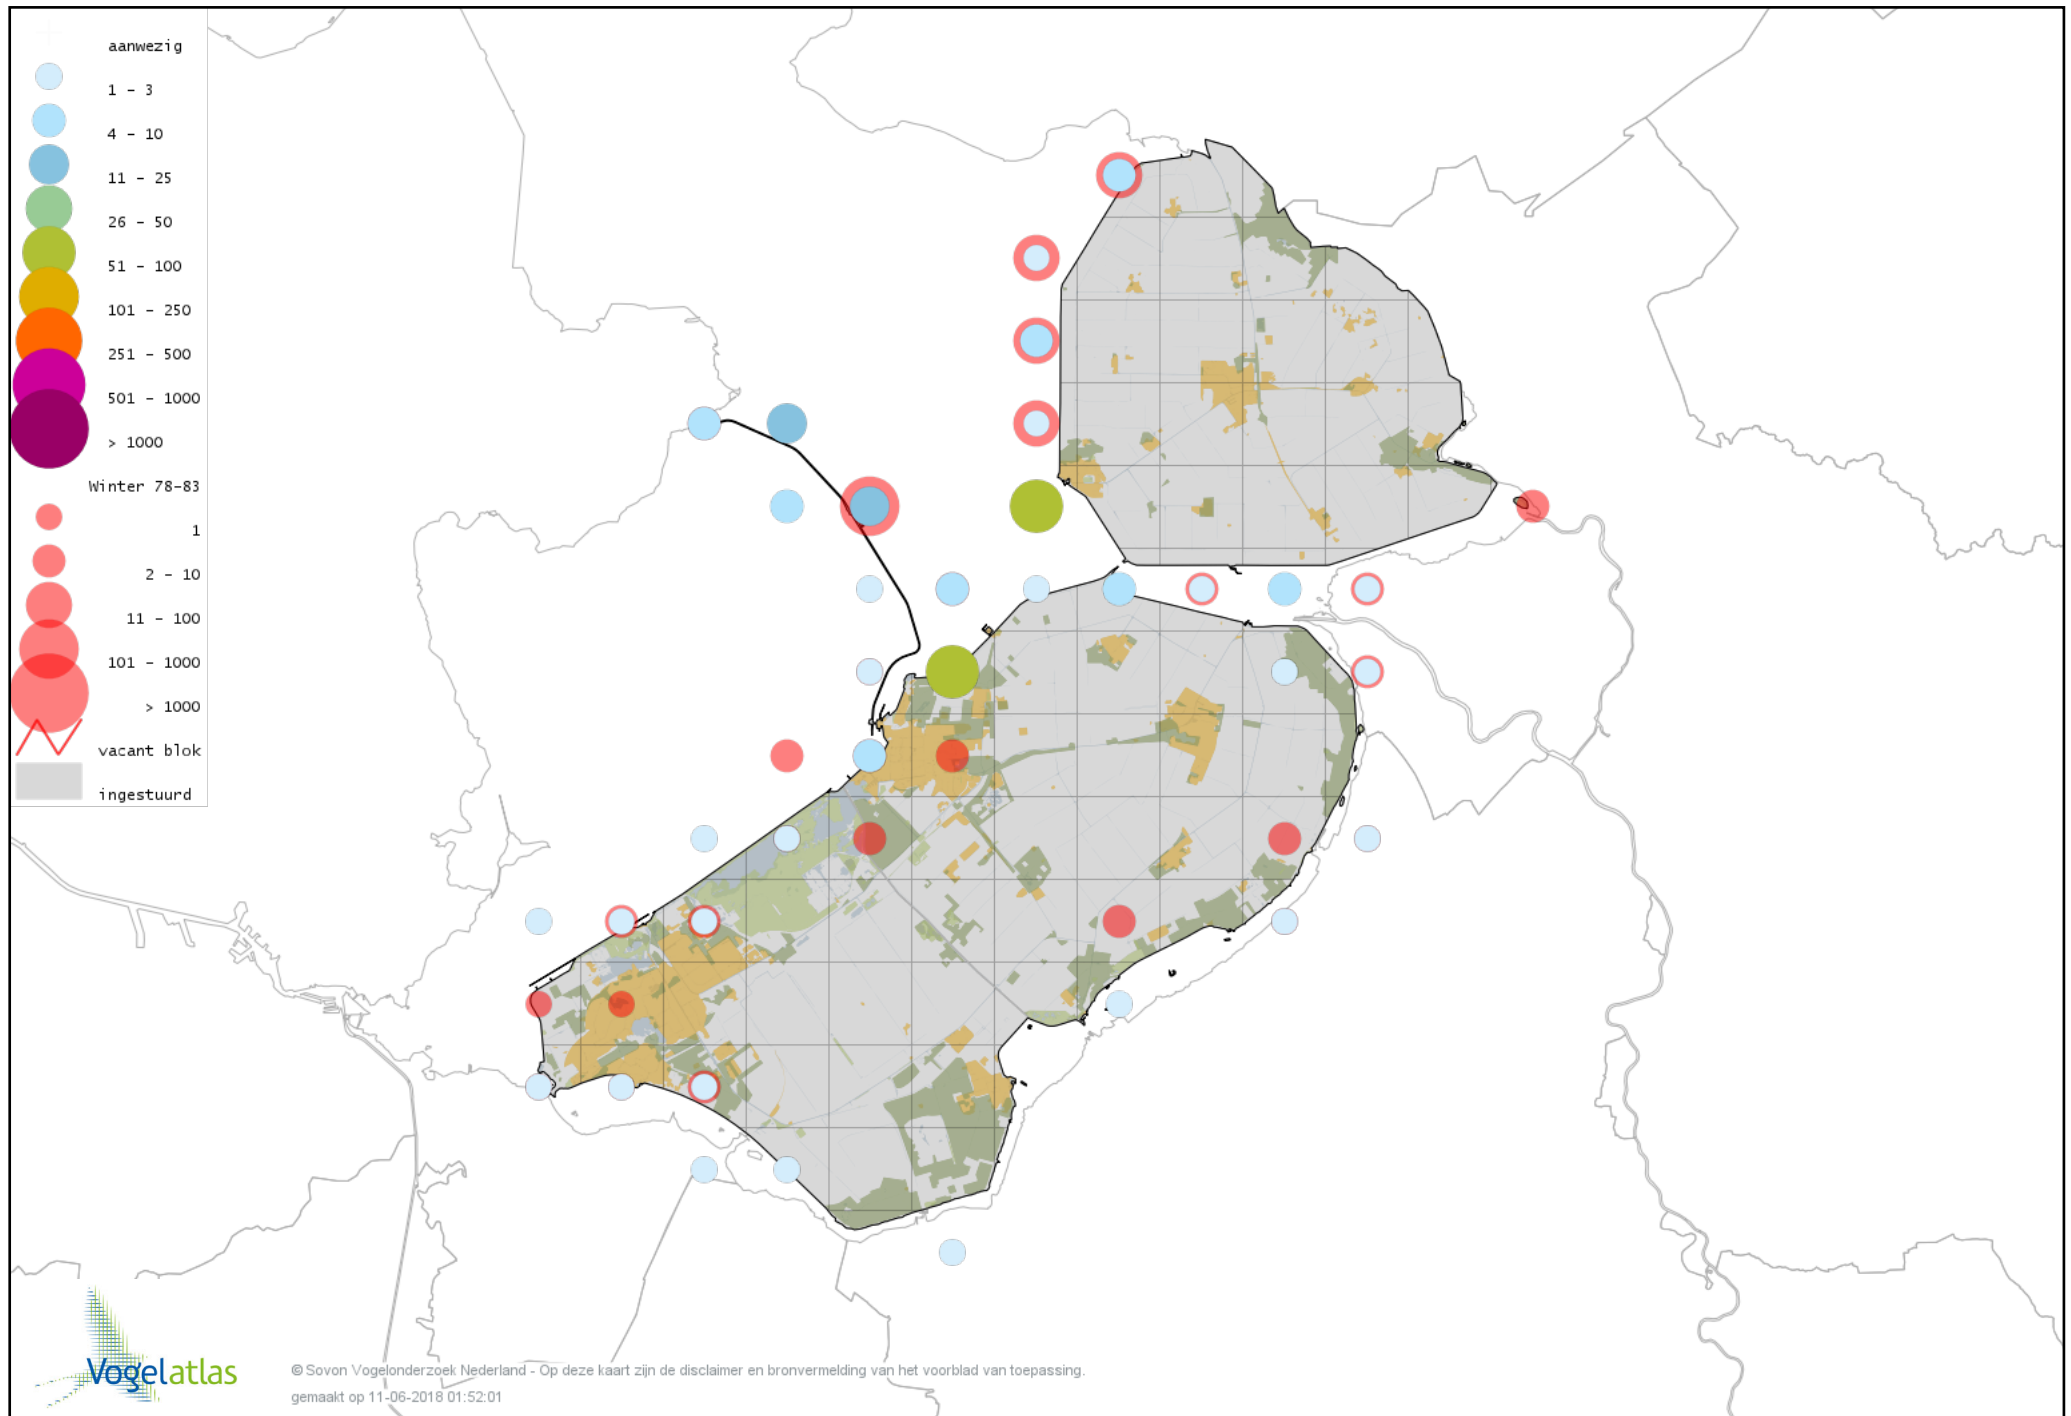 aanwezig
1 - 3
4 - 10
11 - 25
26 - 50
51 - 100
101 - 250
251 - 500
501 - 1000
> 1000
Winter 78-83
1
2 - 10
11 - 100
101 - 1000
> 1000
vacant blok
ingestuurd
Vogelatlas
© Sovon Vogelonderzoek Nederland - Op deze kaart zijn de disclaimer en bronvermelding van het voorblad van toepassing.
gemaakt op 11-06-2018 01:52:01